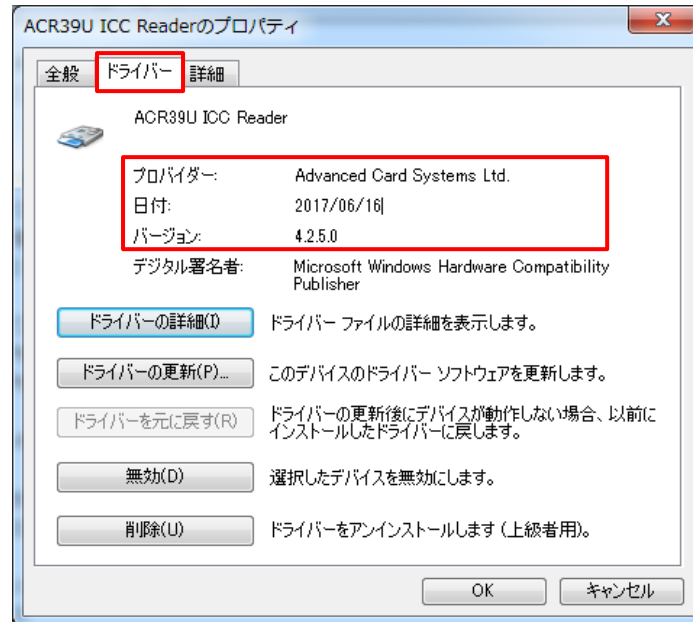 ACR39U ICC Readerのプロパティ
全般 ドライバー 詳細
ACR39U ICC Reader
プロバイダー: Advanced Card Systems Ltd.
日付: 2017/06/16
バージョン: 4.2.5.0
デジタル署名者: Microsoft Windows Hardware Compatibility
Publisher
ドライバーの詳細(I) ドライバー ファイルの詳細を表示します。
ドライバーの更新(P)... このデバイスのドライバー ソフトウェアを更新します。
ドライバーを元に戻す(R) ドライバーの更新後にデバイスが動作しない場合、以前に
インストールしたドライバーに戻します。
無効(D) 選択したデバイスを無効にします。
削除(U) ドライバーをアンインストールします (上級者用)。
OK キャンセル